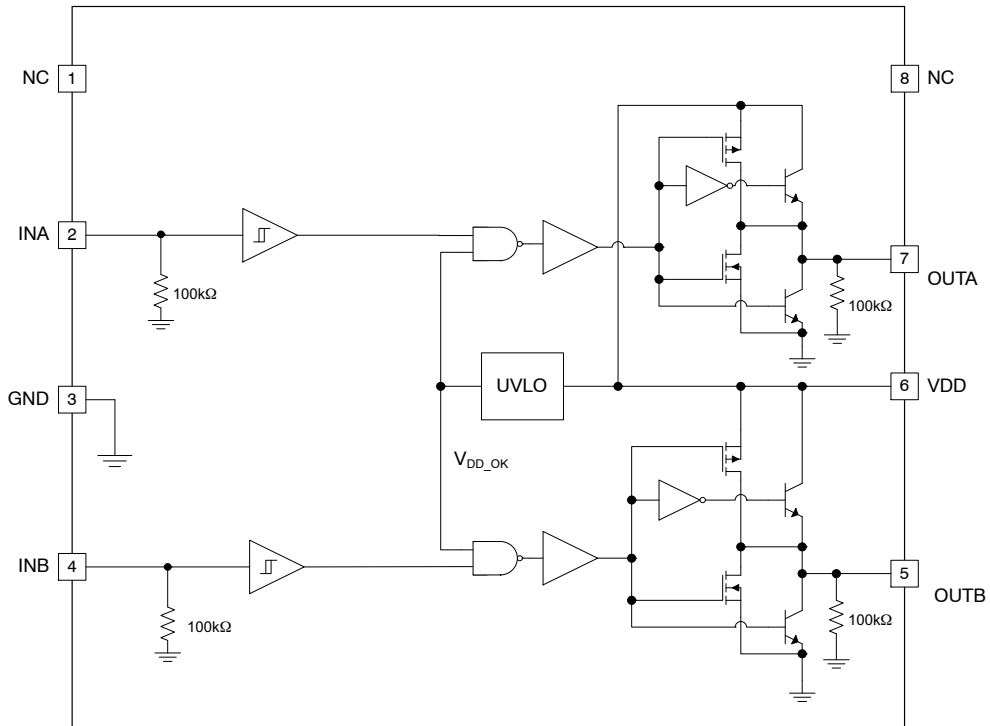 NC 1
8 NC
INA 2
100kΩ
7 OUTA
100kΩ
GND 3
UVLO
6 VDD
V_DD_OK
INB 4
100kΩ
5 OUTB
100kΩ